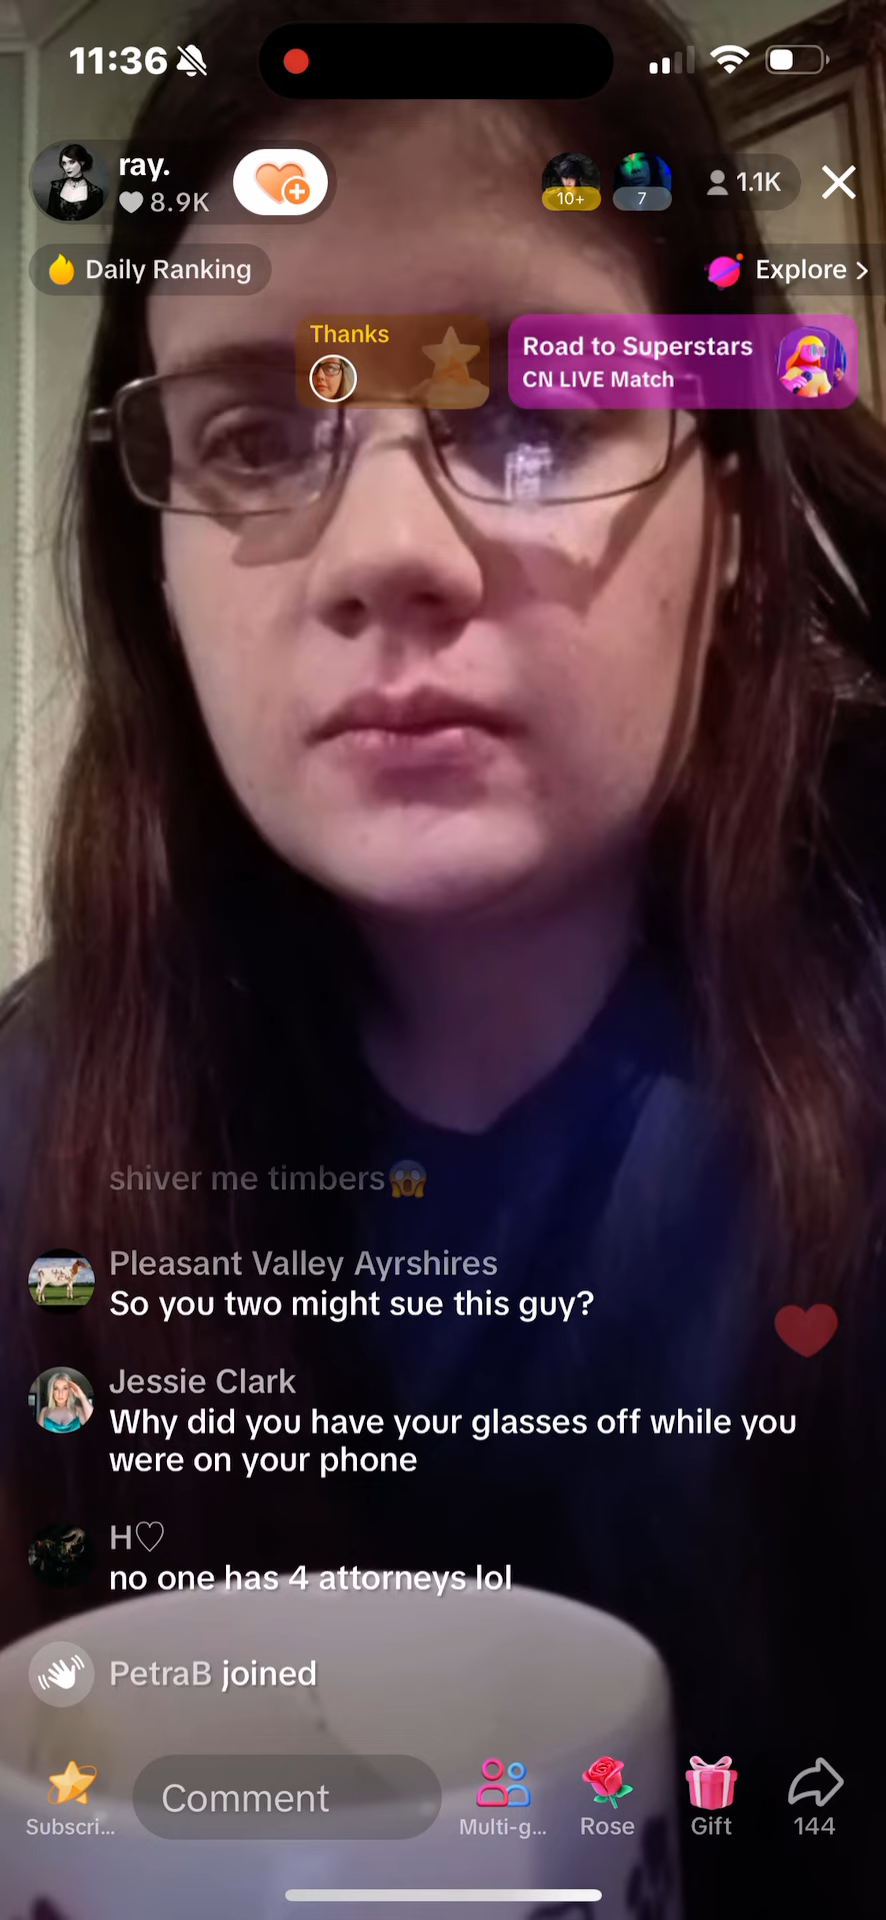 11:36
ray.
8.9K
10+
7
1.1K
Daily Ranking
Explore >
Thanks
Road to Superstars
CN LIVE Match
shiver me timbers😱
Pleasant Valley Ayrshires
So you two might sue this guy?
Jessie Clark
Why did you have your glasses off while you
were on your phone
H♡
no one has 4 attorneys lol
PetraB joined
Comment
Subscri...
Multi-g...
Rose
Gift
144